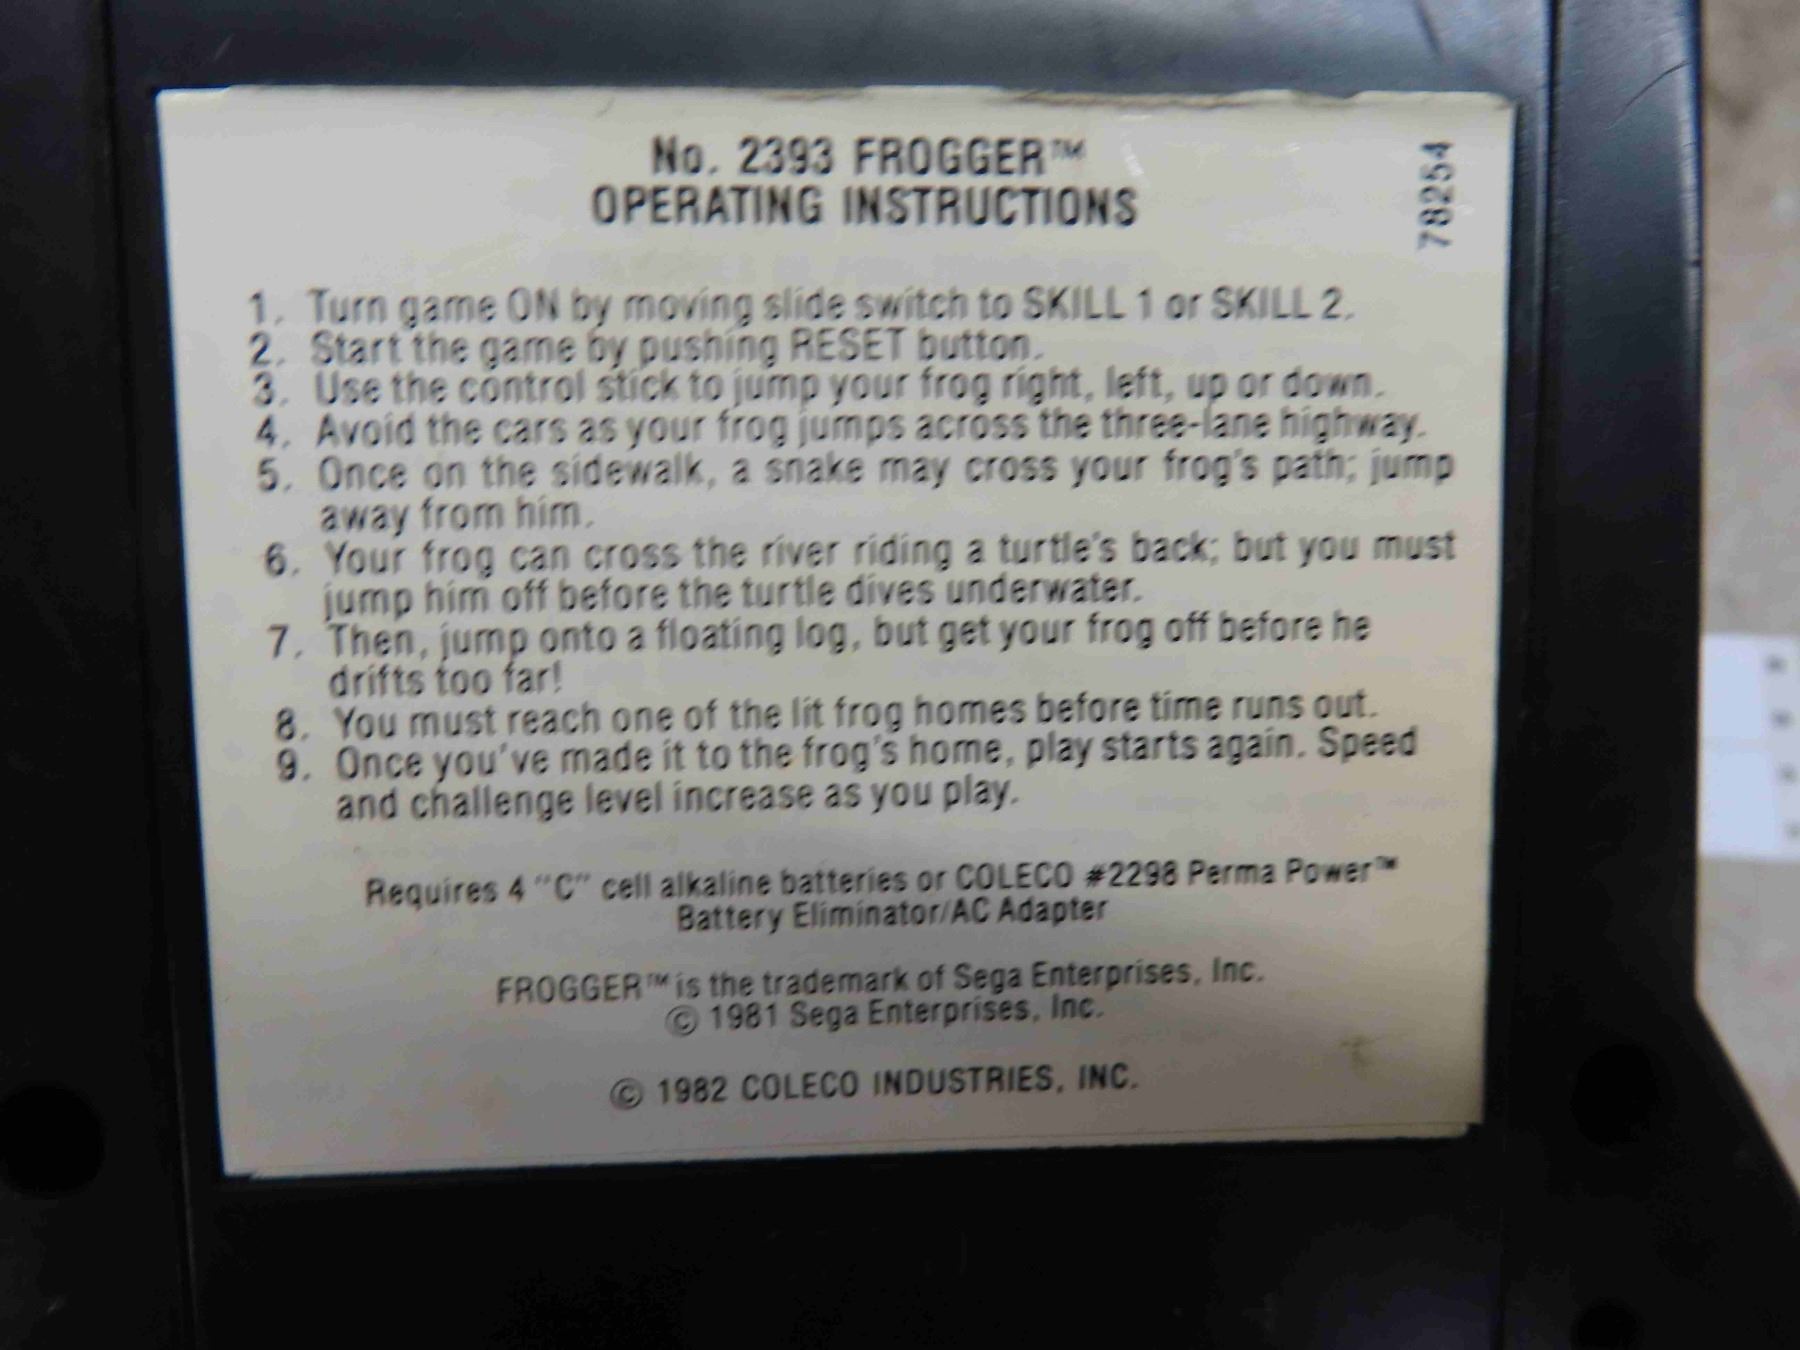 No. 2393 FROGGER™
OPERATING INSTRUCTIONS
78254
1. Turn game ON by moving slide switch to SKILL 1 or SKILL 2.
2. Start the game by pushing RESET button.
3. Use the control stick to jump your frog right, left, up or down.
4. Avoid the cars as your frog jumps across the three-lane highway.
5. Once on the sidewalk, a snake may cross your frog's path; jump
away from him.
6. Your frog can cross the river riding a turtle's back; but you must
jump him off before the turtle dives underwater.
7. Then, jump onto a floating log, but get your frog off before he
drifts too far!
8. You must reach one of the lit frog homes before time runs out.
9. Once you've made it to the frog's home, play starts again. Speed
and challenge level increase as you play.
Requires 4 "C" cell alkaline batteries or COLECO #2298 Perma Power™
Battery Eliminator/AC Adapter
FROGGER™ is the trademark of Sega Enterprises, Inc.
© 1981 Sega Enterprises, Inc.
© 1982 COLECO INDUSTRIES, INC.